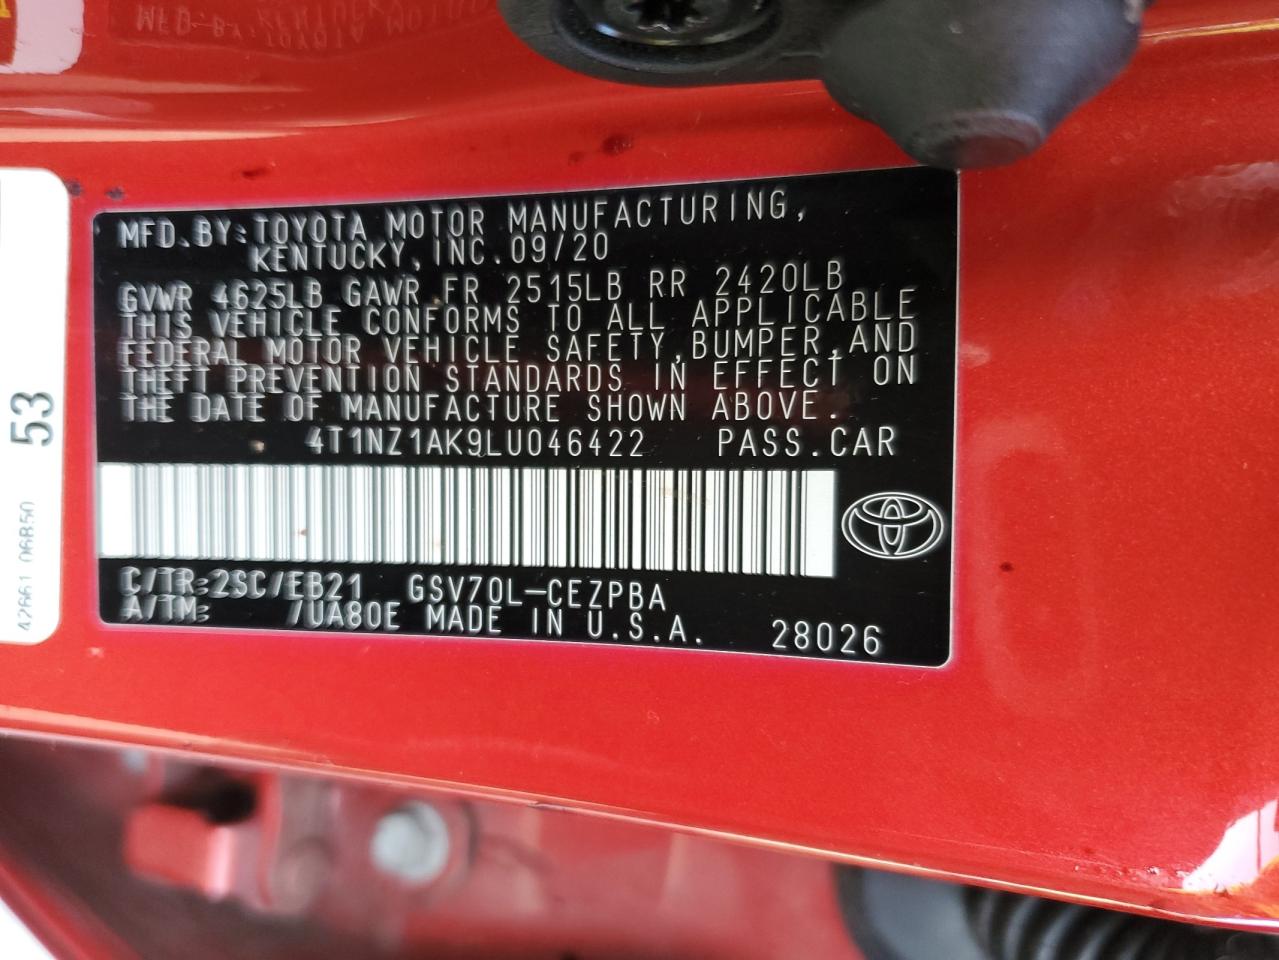 MFD.BY:TOYOTA MOTOR MANUFACTURING,
KENTUCKY,INC.09/20
GVWR 4625LB GAWR FR 2515LB RR 2420LB
THIS VEHICLE CONFORMS TO ALL APPLICABLE
FEDERAL MOTOR VEHICLE SAFETY,BUMPER,AND
THEFT PREVENTION STANDARDS IN EFFECT ON
THE DATE OF MANUFACTURE SHOWN ABOVE.
4T1NZ1AK9LU046422 PASS.CAR
C/TR:2SC/EB21 GSV70L-CEZPBA
A/TM: /UA80E MADE IN U.S.A. 28026
53
42661 06B50